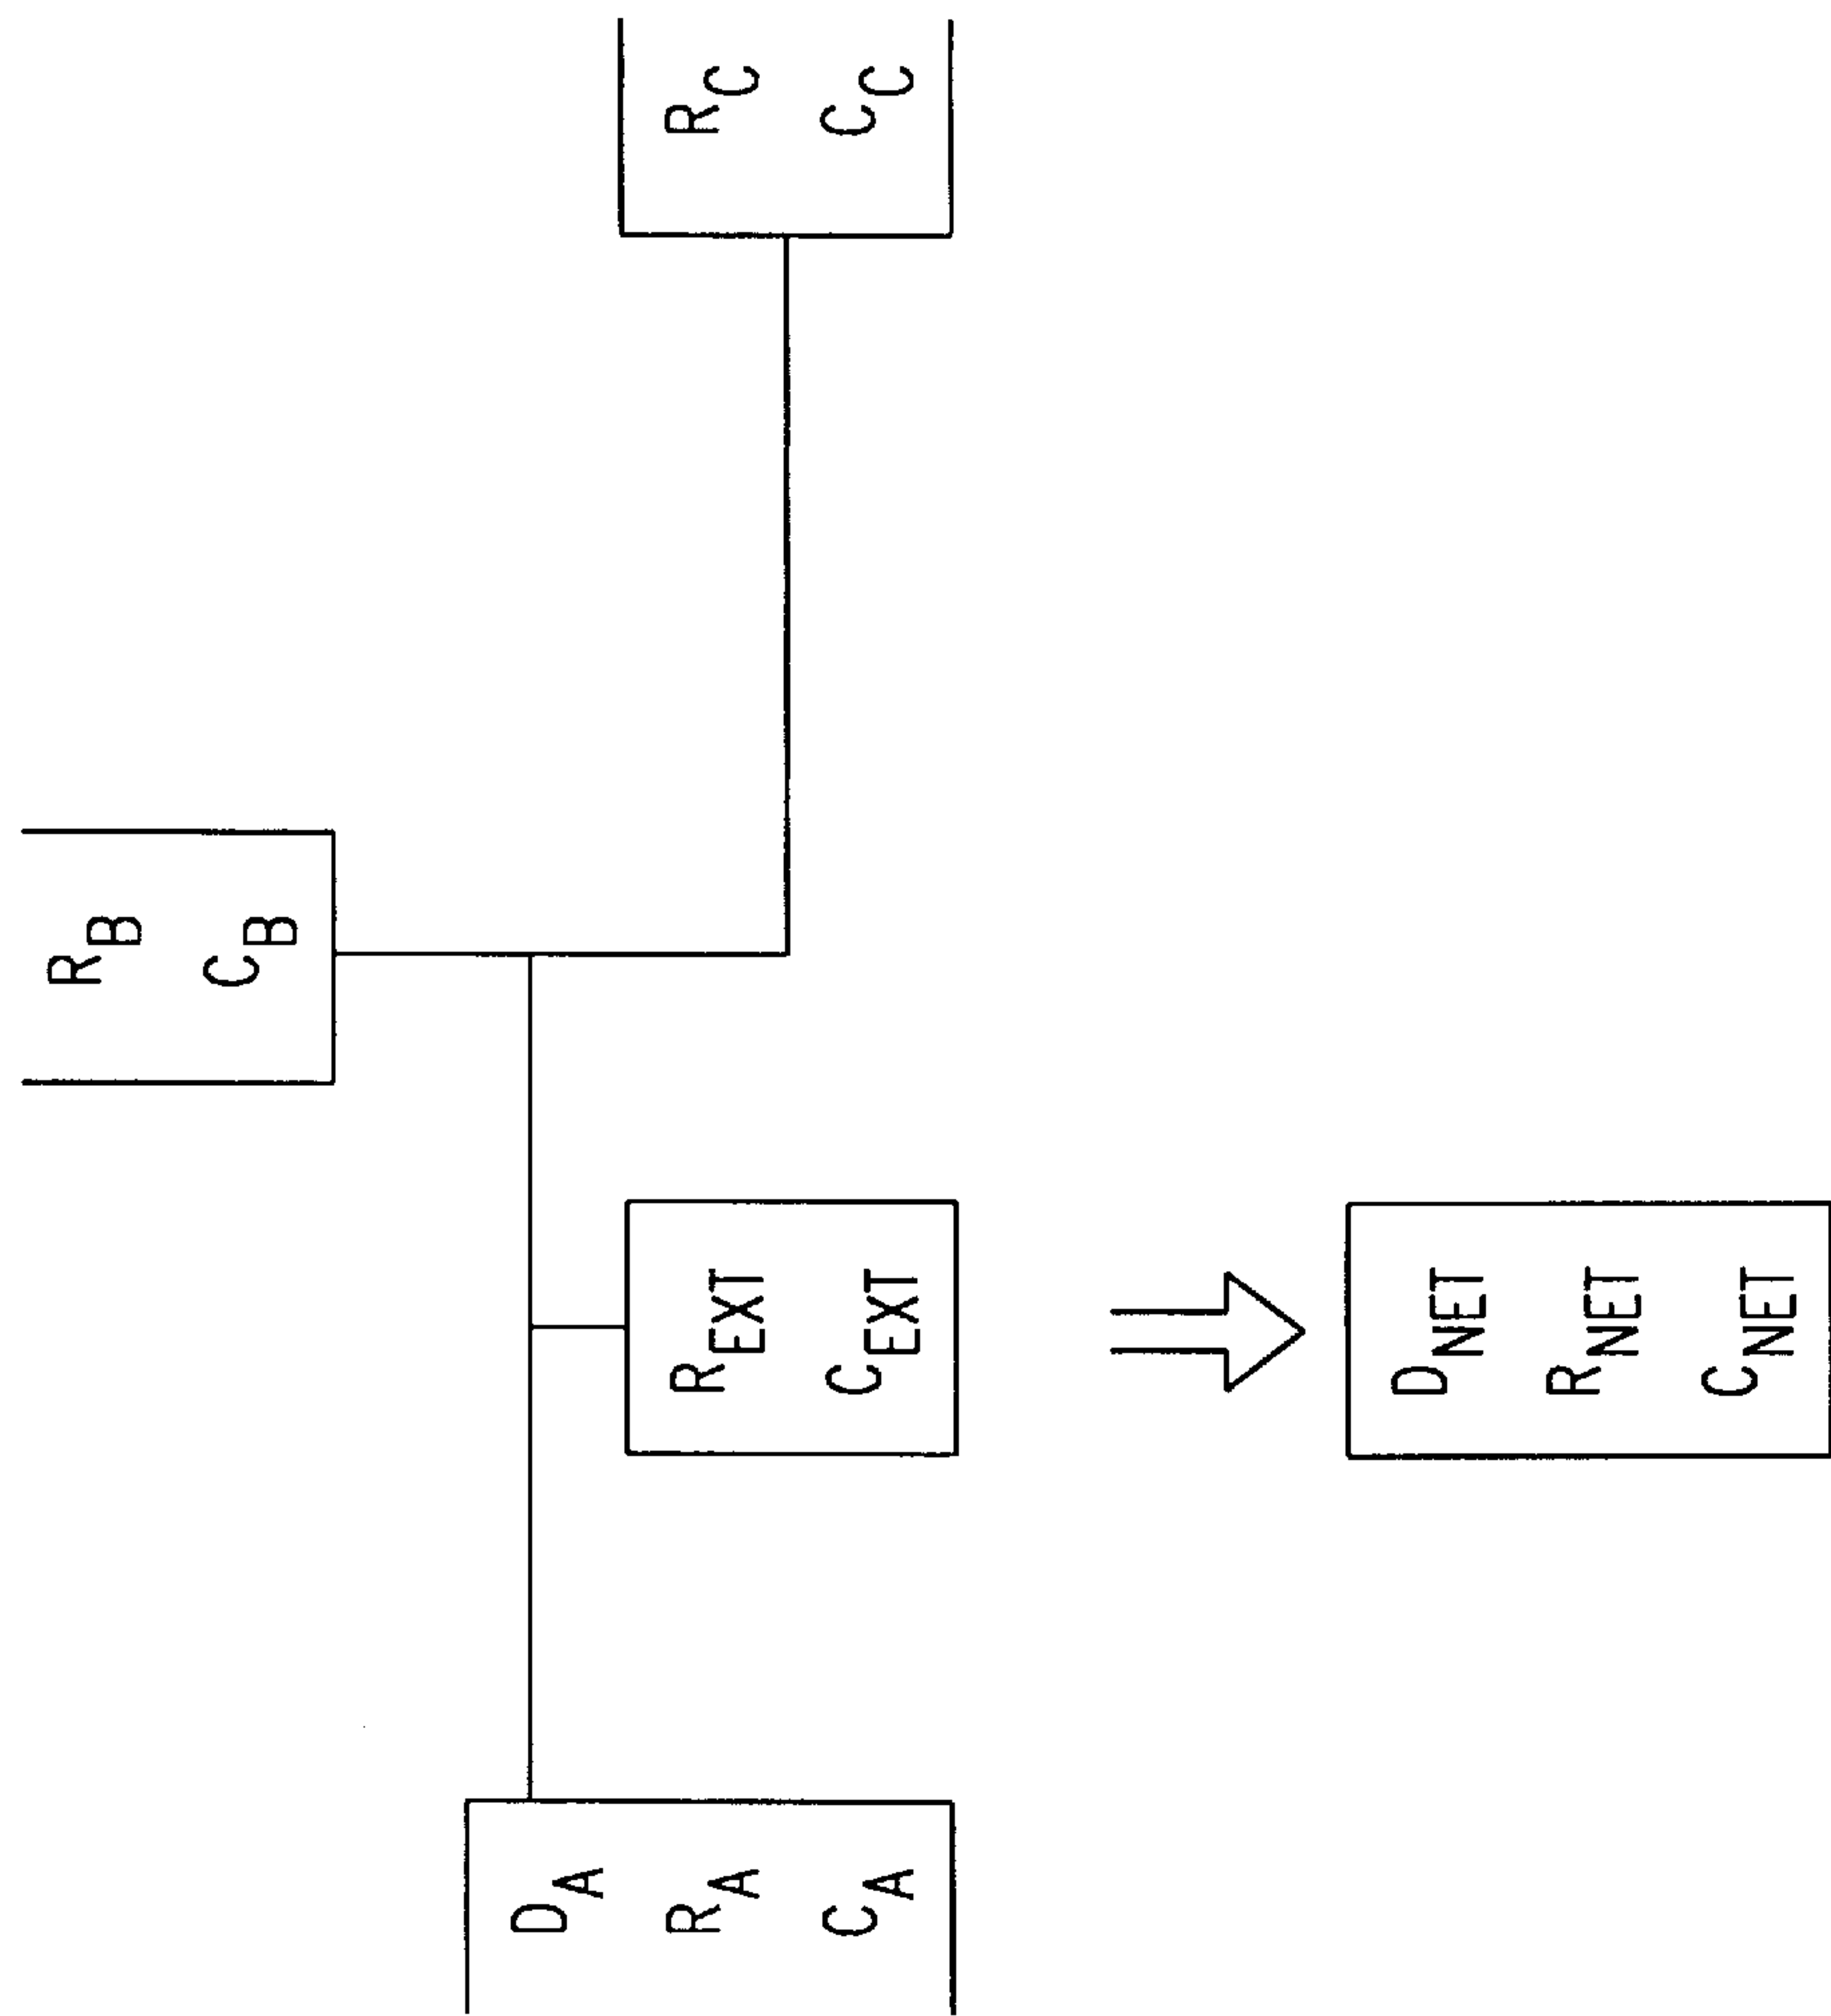 R_B
C_B
D_A
R_A
C_A
R_EXT
C_EXT
R_C
C_C
D_NET
R_NET
C_NET